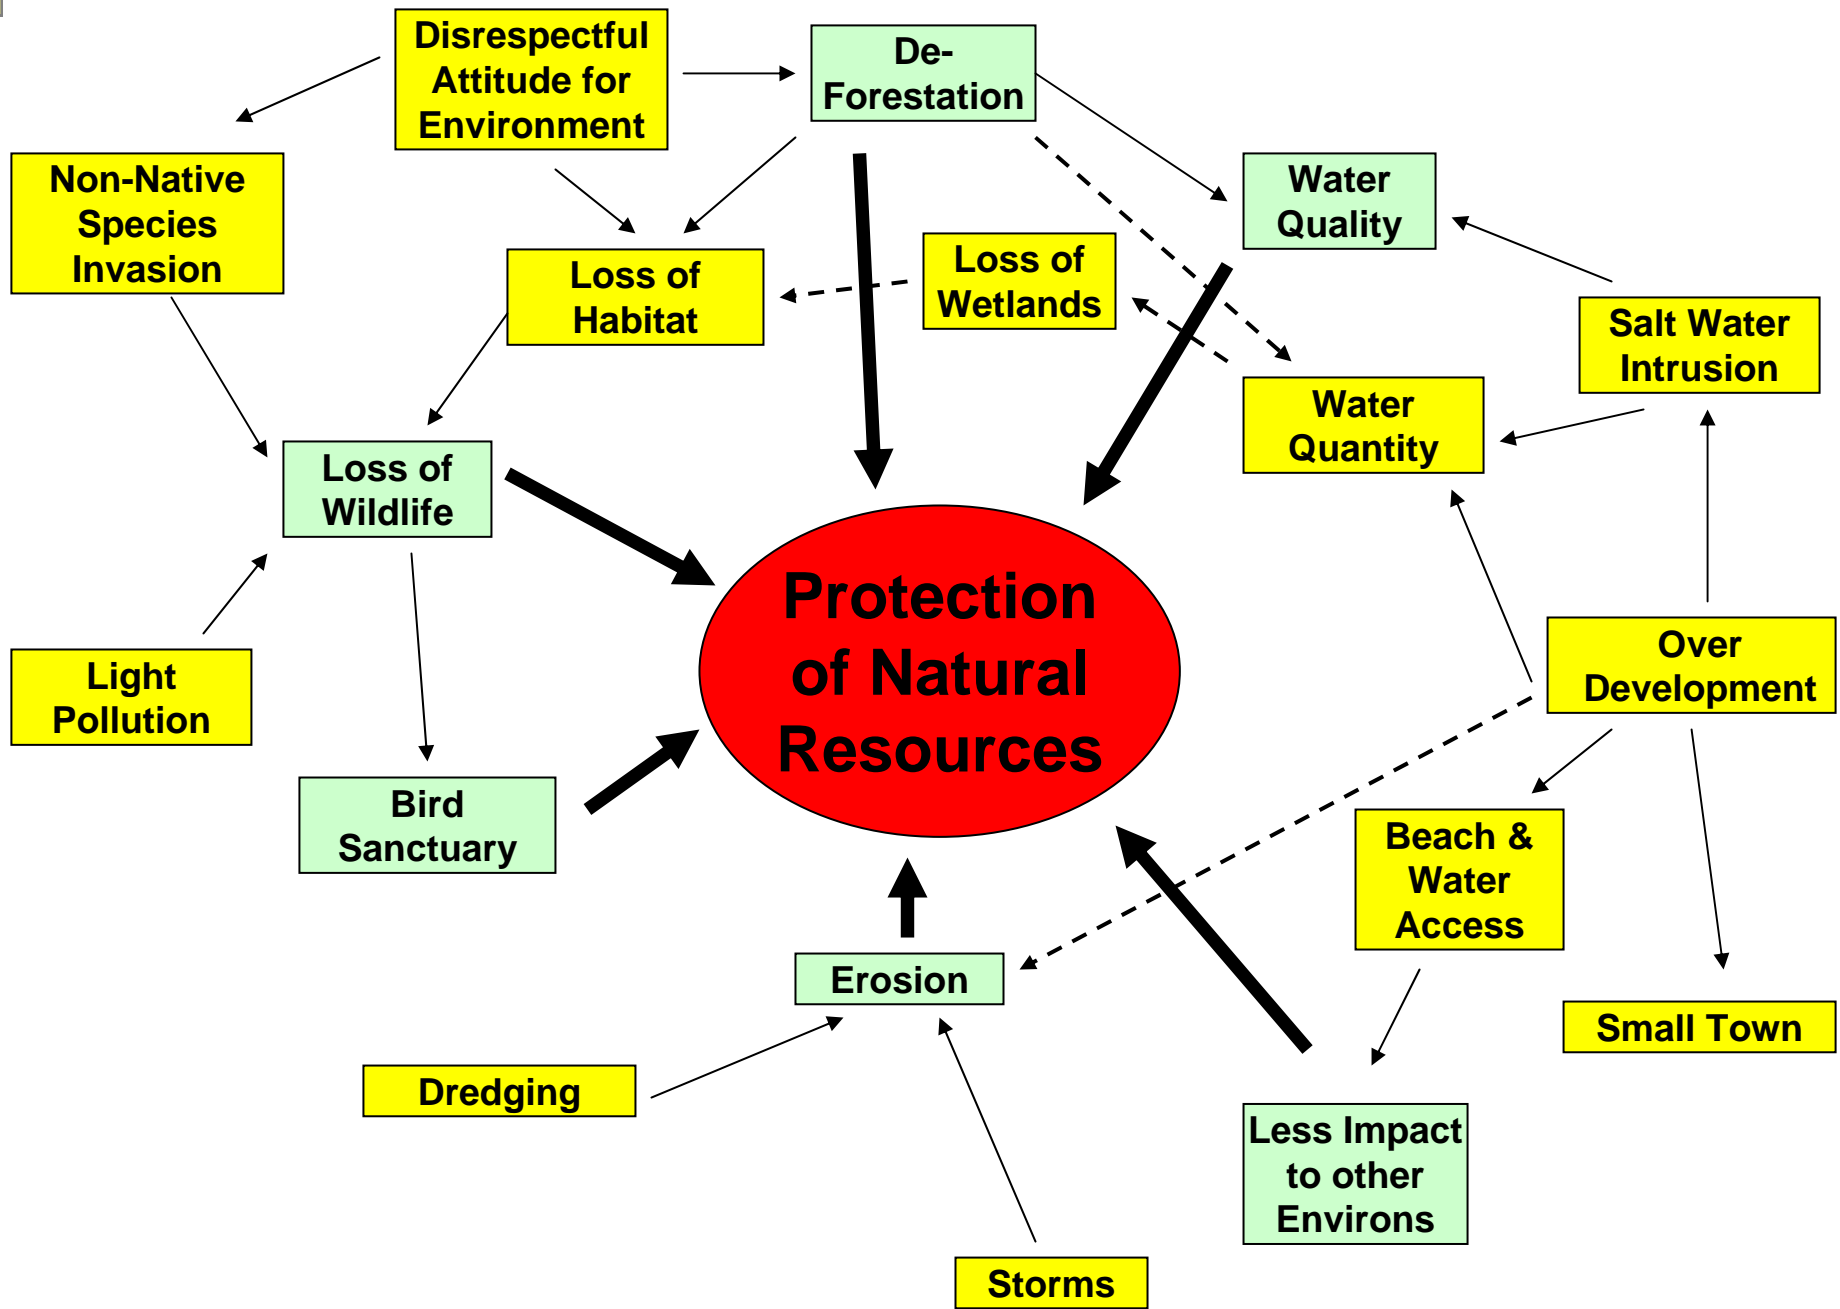 Disrespectful
Attitude for
Environment
De-
Forestation
Non-Native
Species
Invasion
Water
Quality
Loss of
Habitat
Loss of
Wetlands
Salt Water
Intrusion
Water
Quantity
Loss of
Wildlife
Protection
of Natural
Resources
Light
Pollution
Over
Development
Bird
Sanctuary
Beach &
Water
Access
Erosion
Small Town
Dredging
Less Impact
to other
Environs
Storms